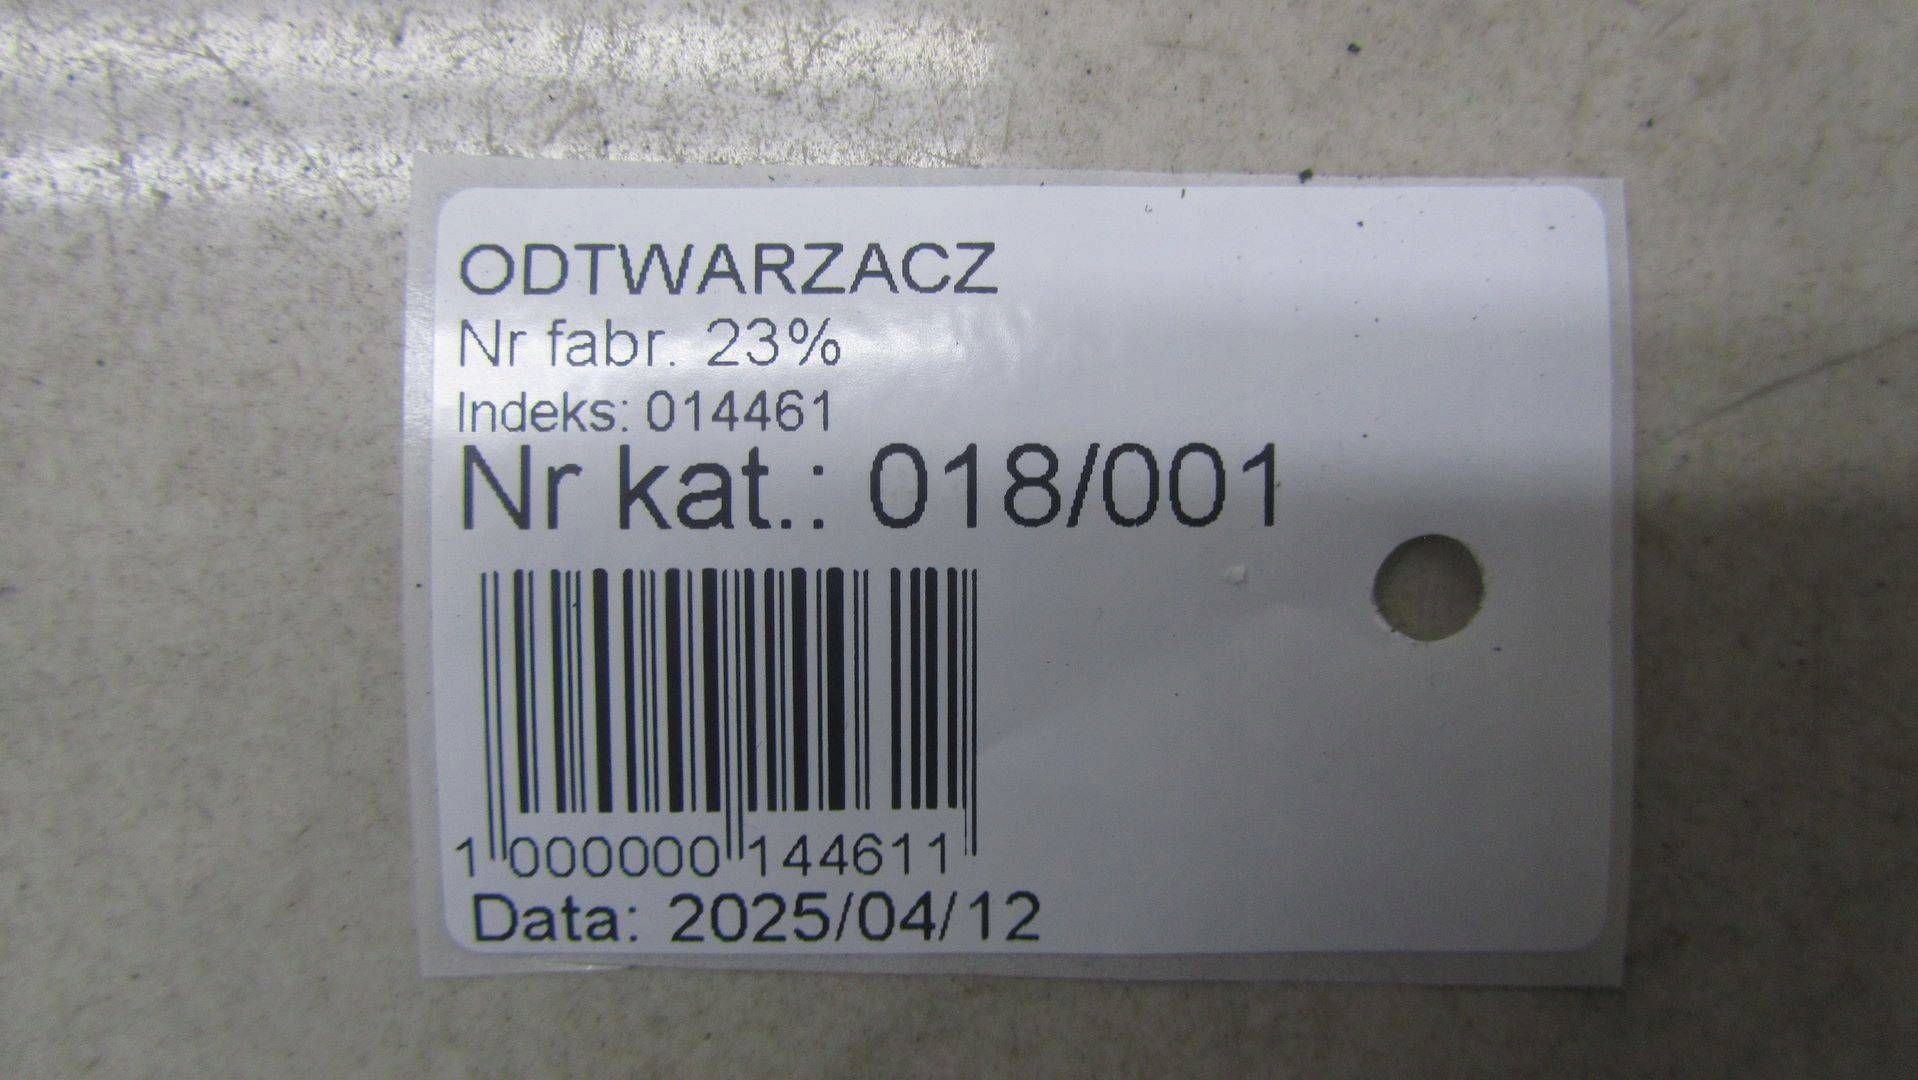 ODTWARZACZ
Nr fabr. 23%
Indeks: 014461
Nr kat.: 018/001
1 000000 144611
Data: 2025/04/12